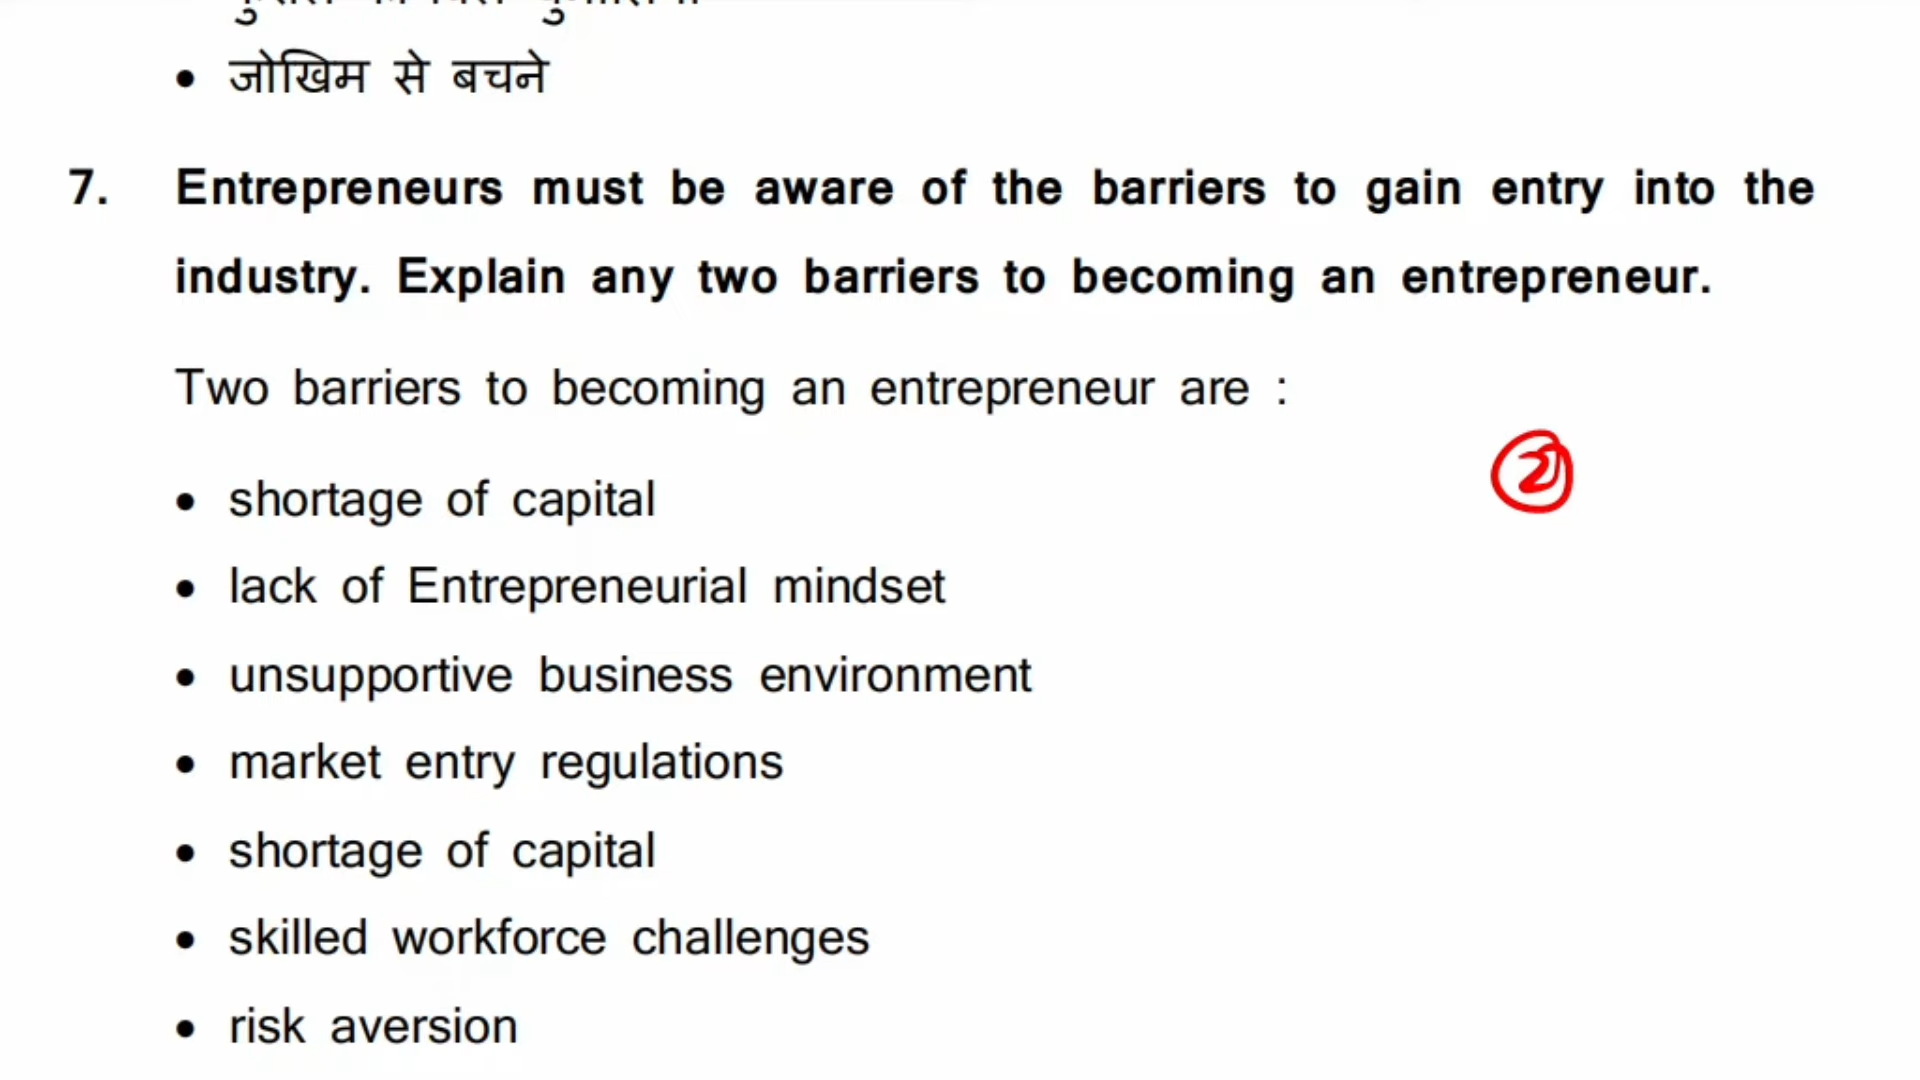 • जोखिम से बचने
7. Entrepreneurs must be aware of the barriers to gain entry into the
industry. Explain any two barriers to becoming an entrepreneur.
Two barriers to becoming an entrepreneur are :
2
• shortage of capital
• lack of Entrepreneurial mindset
• unsupportive business environment
• market entry regulations
• shortage of capital
• skilled workforce challenges
• risk aversion